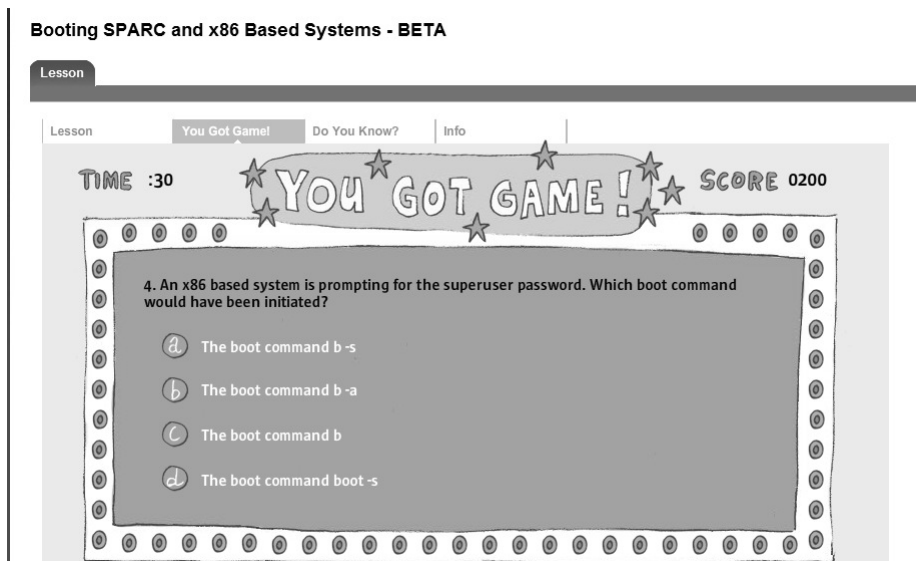 Booting SPARC and x86 Based Systems - BETA
Lesson
Lesson
You Got Game!
Do You Know?
Info
TIME :30
YOU GOT GAME!
SCORE 0200
4. An x86 based system is prompting for the superuser password. Which boot command
would have been initiated?
a The boot command b -s
b The boot command b -a
c The boot command b
d The boot command boot -s